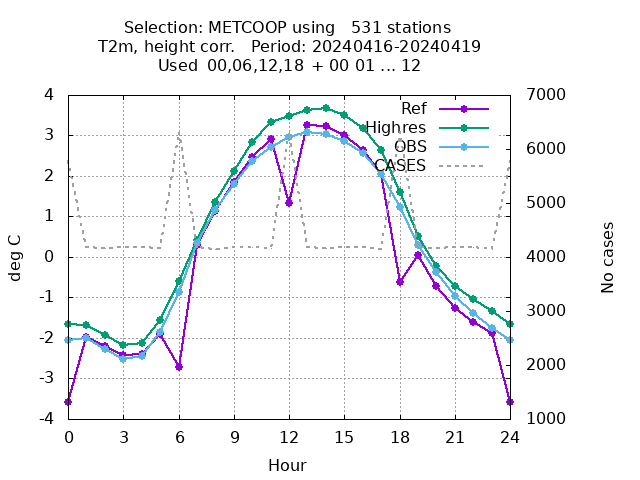 Selection: METCOOP using   531 stations
T2m, height corr.   Period: 20240416-20240419
Used  00,06,12,18  + 00 01 ... 12
4
3
2
1
0
-1
-2
-3
-4
deg C
7000
6000
5000
4000
3000
2000
1000
No cases
Ref
Highres
OBS
CASES
0 3 6 9 12 15 18 21 24
Hour